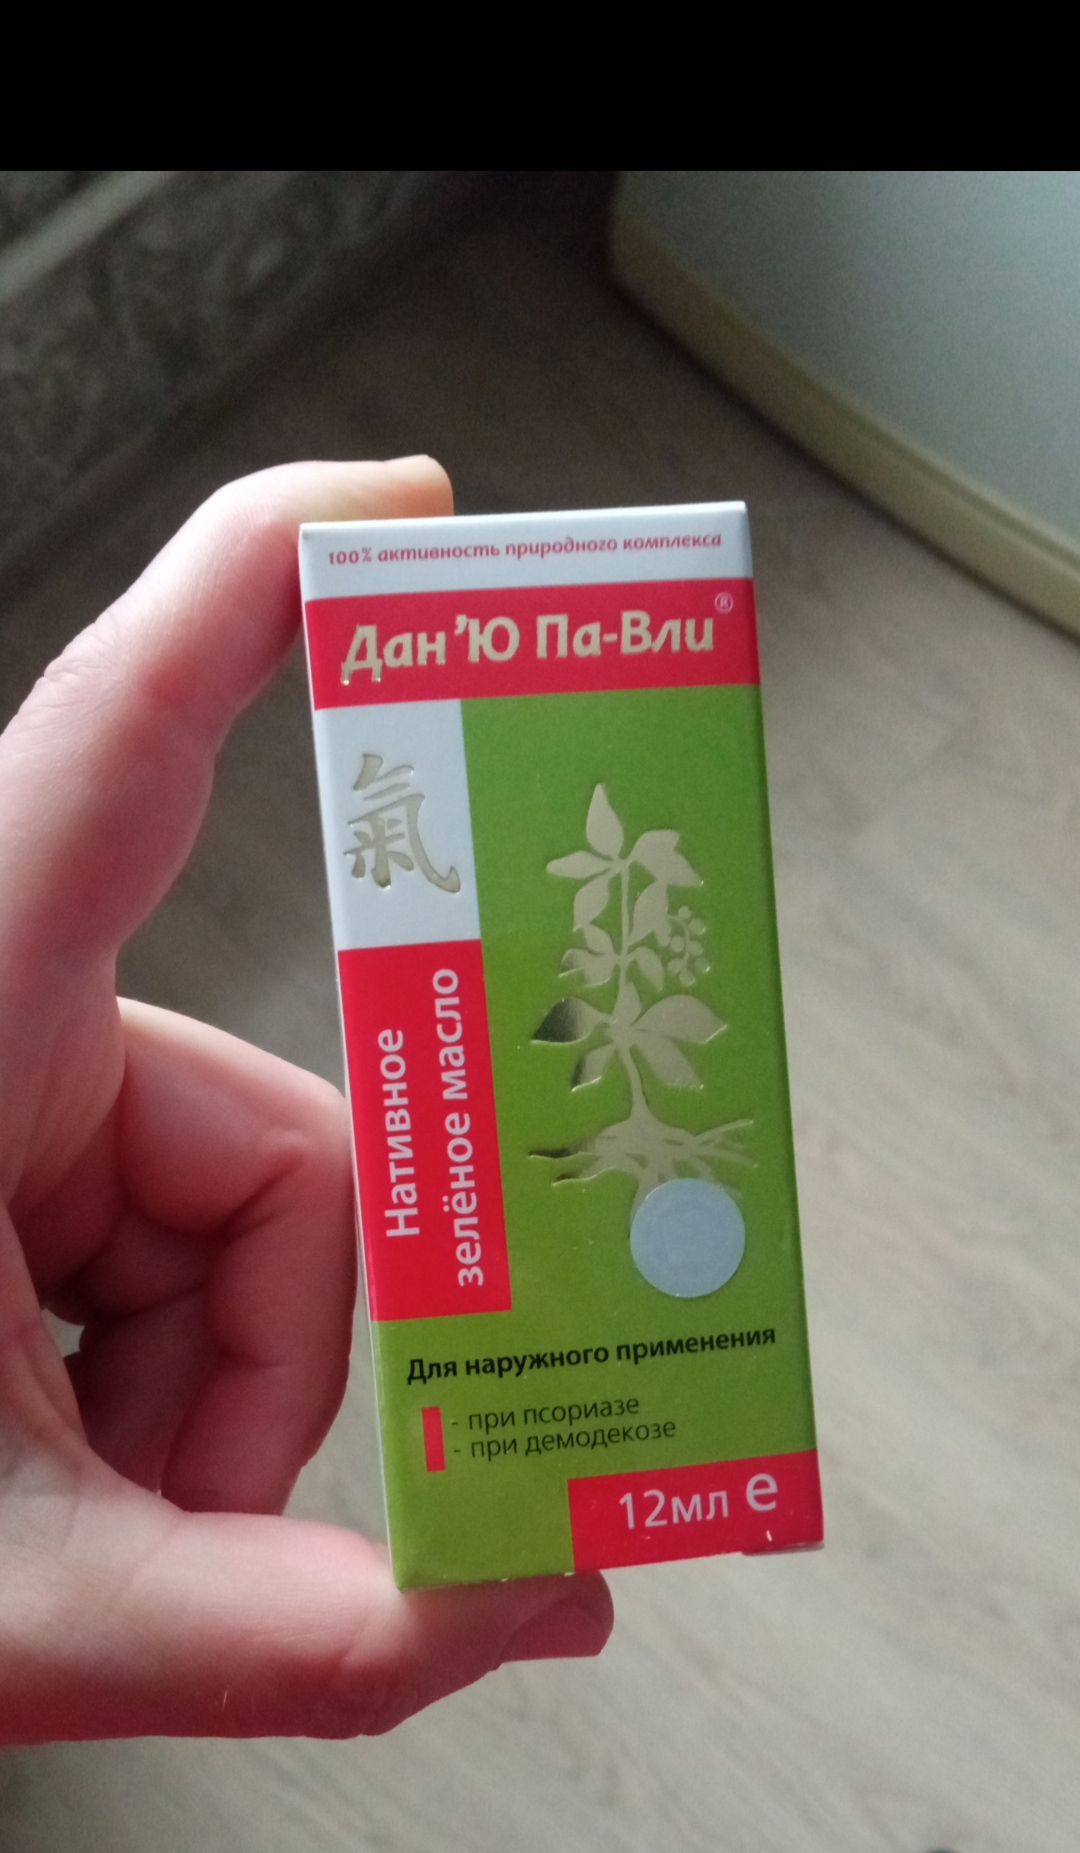 100% активность природного комплекса
Дан'Ю Па-Вли®
氣
Нативное
зелёное масло
Для наружного применения
- при псориазе
- при демодекозе
12мл e